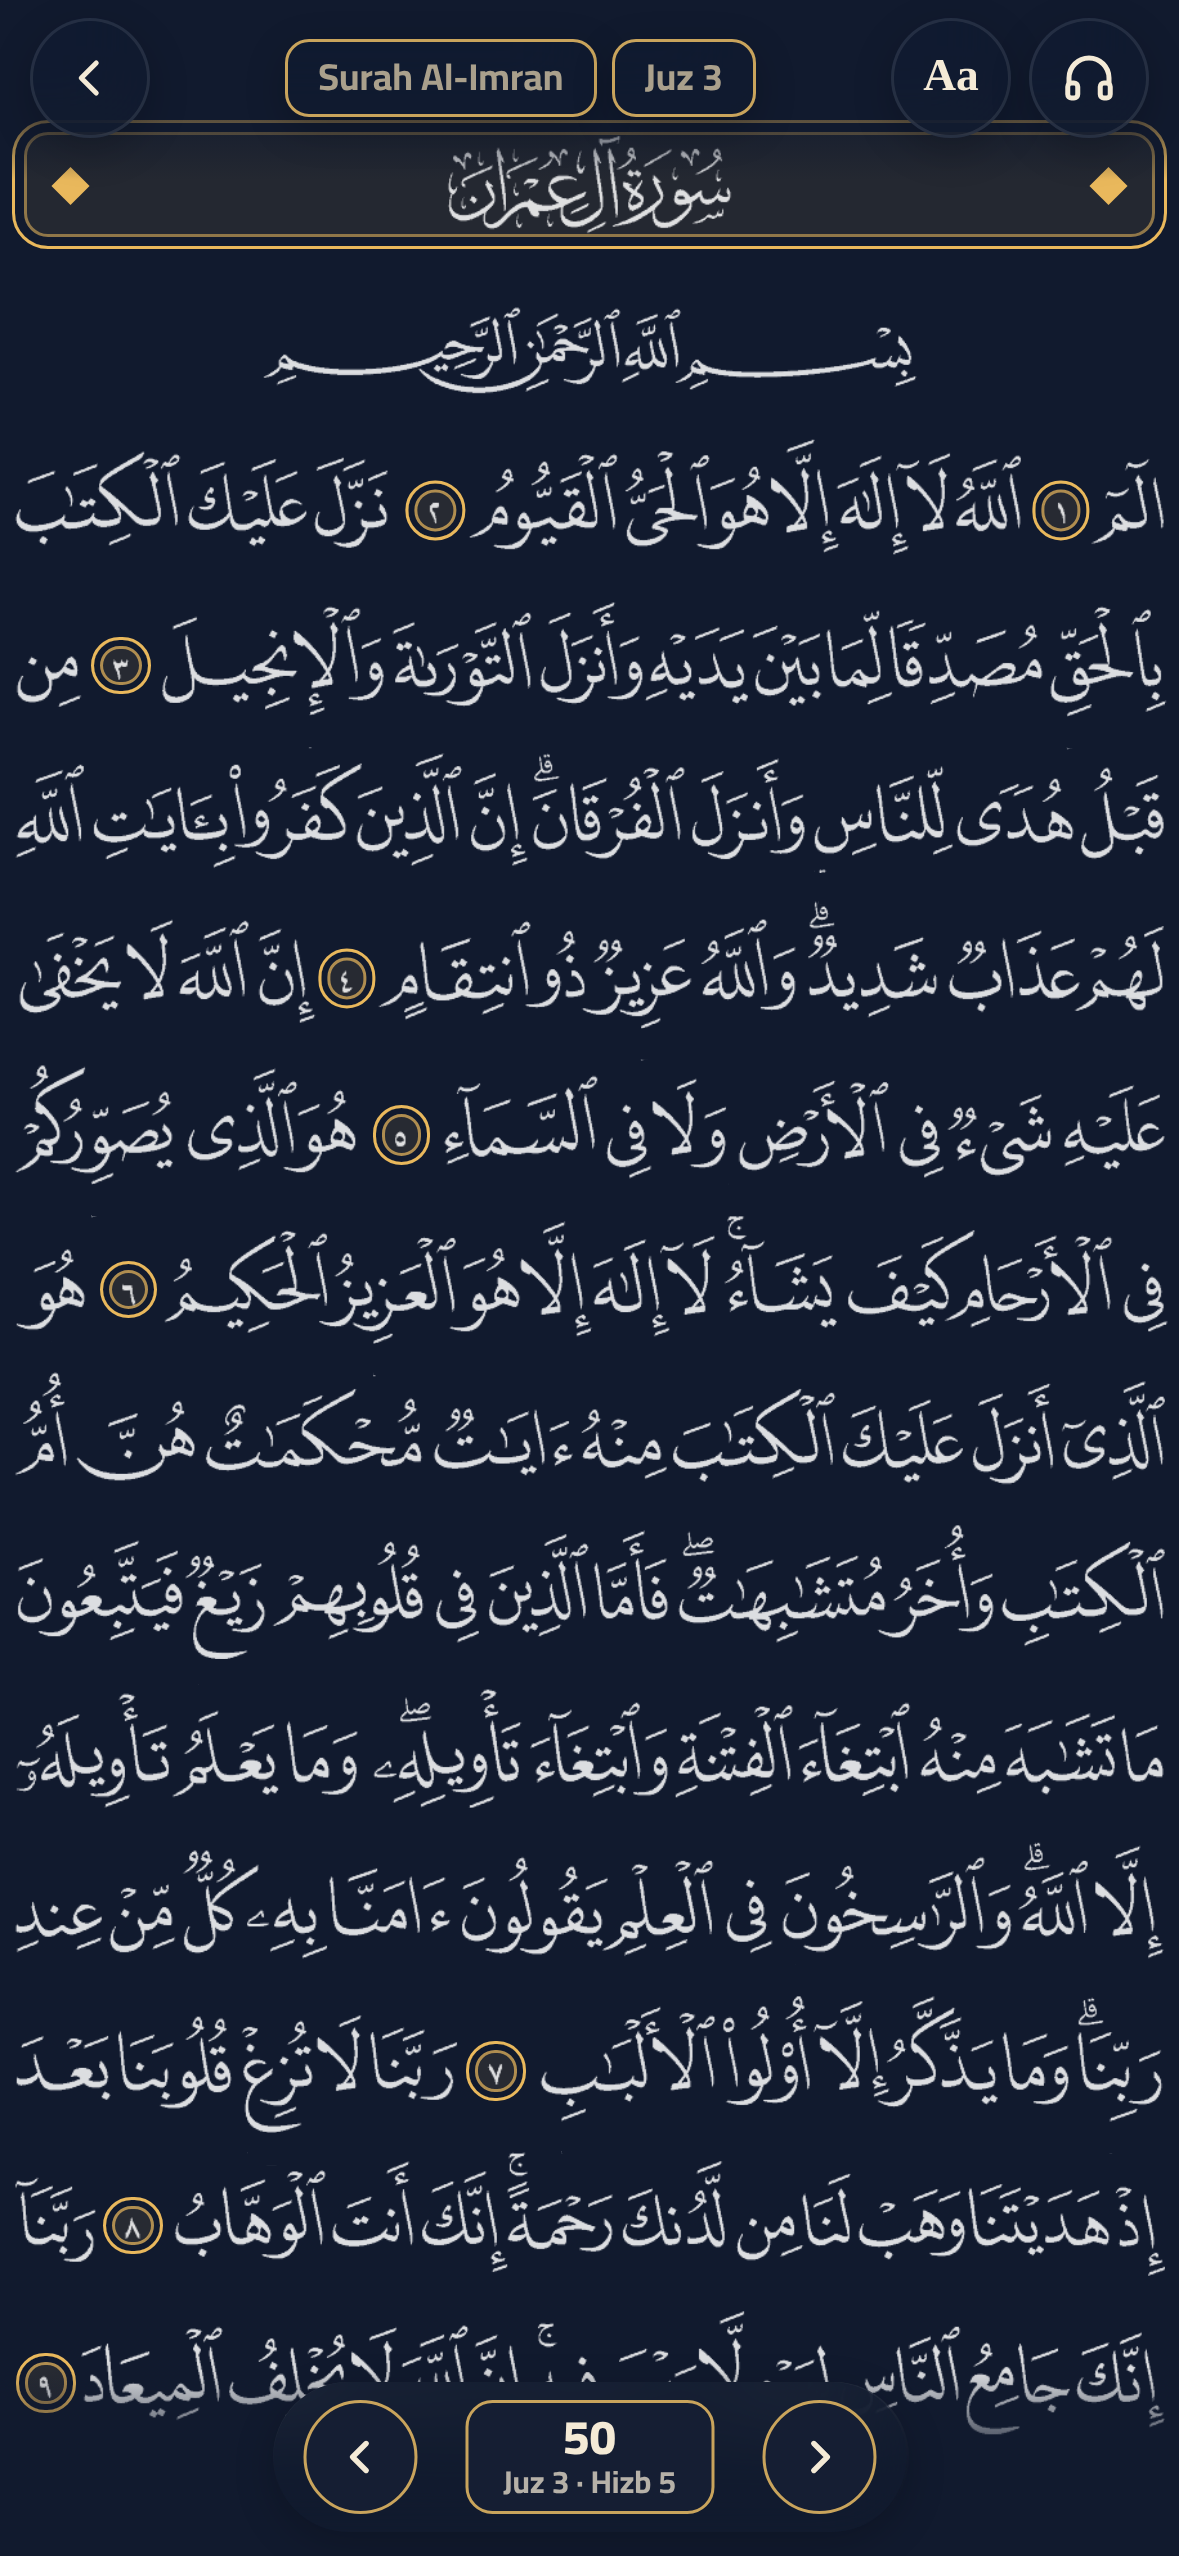 Surah Al-Imran Juz 3 Aa
سُورَةُ آلِ عِمْرَانَ
بِسْمِ ٱللَّهِ ٱلرَّحْمَٰنِ ٱلرَّحِيمِ
الٓمٓ ١ ٱللَّهُ لَآ إِلَٰهَ إِلَّا هُوَ ٱلْحَىُّ ٱلْقَيُّومُ ٢ نَزَّلَ عَلَيْكَ ٱلْكِتَٰبَ
بِٱلْحَقِّ مُصَدِّقًا لِّمَا بَيْنَ يَدَيْهِ وَأَنزَلَ ٱلتَّوْرَىٰةَ وَٱلْإِنجِيلَ ٣ مِن
قَبْلُ هُدًى لِّلنَّاسِ وَأَنزَلَ ٱلْفُرْقَانَ ۗ إِنَّ ٱلَّذِينَ كَفَرُوا۟ بِـَٔايَٰتِ ٱللَّهِ
لَهُمْ عَذَابٌ شَدِيدٌ ۗ وَٱللَّهُ عَزِيزٌ ذُو ٱنتِقَامٍ ٤ إِنَّ ٱللَّهَ لَا يَخْفَىٰ
عَلَيْهِ شَىْءٌ فِى ٱلْأَرْضِ وَلَا فِى ٱلسَّمَآءِ ٥ هُوَ ٱلَّذِى يُصَوِّرُكُمْ
فِى ٱلْأَرْحَامِ كَيْفَ يَشَآءُ ۚ لَآ إِلَٰهَ إِلَّا هُوَ ٱلْعَزِيزُ ٱلْحَكِيمُ ٦ هُوَ
ٱلَّذِىٓ أَنزَلَ عَلَيْكَ ٱلْكِتَٰبَ مِنْهُ ءَايَٰتٌ مُّحْكَمَٰتٌ هُنَّ أُمُّ
ٱلْكِتَٰبِ وَأُخَرُ مُتَشَٰبِهَٰتٌ ۖ فَأَمَّا ٱلَّذِينَ فِى قُلُوبِهِمْ زَيْغٌ فَيَتَّبِعُونَ
مَا تَشَٰبَهَ مِنْهُ ٱبْتِغَآءَ ٱلْفِتْنَةِ وَٱبْتِغَآءَ تَأْوِيلِهِۦ ۖ وَمَا يَعْلَمُ تَأْوِيلَهُۥٓ
إِلَّا ٱللَّهُ ۗ وَٱلرَّٰسِخُونَ فِى ٱلْعِلْمِ يَقُولُونَ ءَامَنَّا بِهِۦ كُلٌّ مِّنْ عِندِ
رَبِّنَا ۗ وَمَا يَذَّكَّرُ إِلَّآ أُو۟لُوا۟ ٱلْأَلْبَٰبِ ٧ رَبَّنَا لَا تُزِغْ قُلُوبَنَا بَعْدَ
إِذْ هَدَيْتَنَا وَهَبْ لَنَا مِن لَّدُنكَ رَحْمَةً ۚ إِنَّكَ أَنتَ ٱلْوَهَّابُ ٨ رَبَّنَآ
إِنَّكَ جَامِعُ ٱلنَّاسِ لَا يُخْلِفُ ٱلْمِيعَادَ ٩
50
Juz 3 · Hizb 5